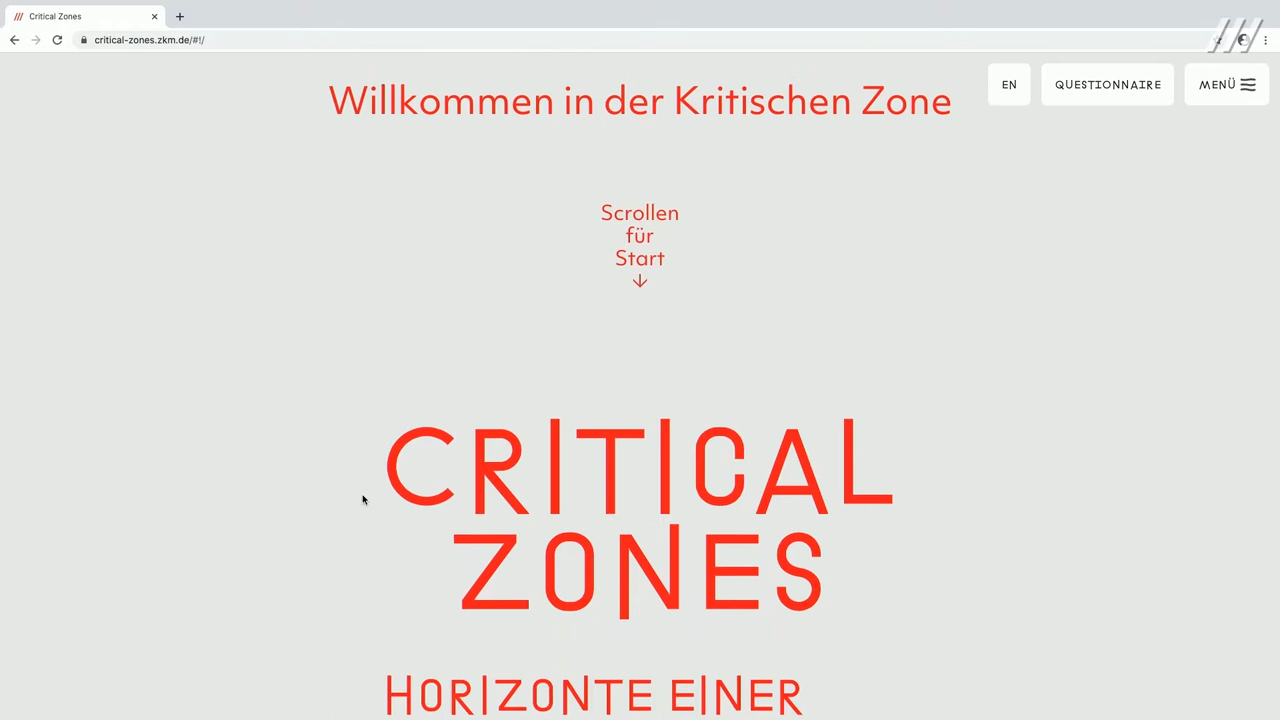 Critical Zones
critical-zones.zkm.de/#!/
Willkommen in der Kritischen Zone
EN
QUESTIONNAIRE
MENÜ
Scrollen
für
Start
CRITICAL
ZONES
HORIZONTE EINER